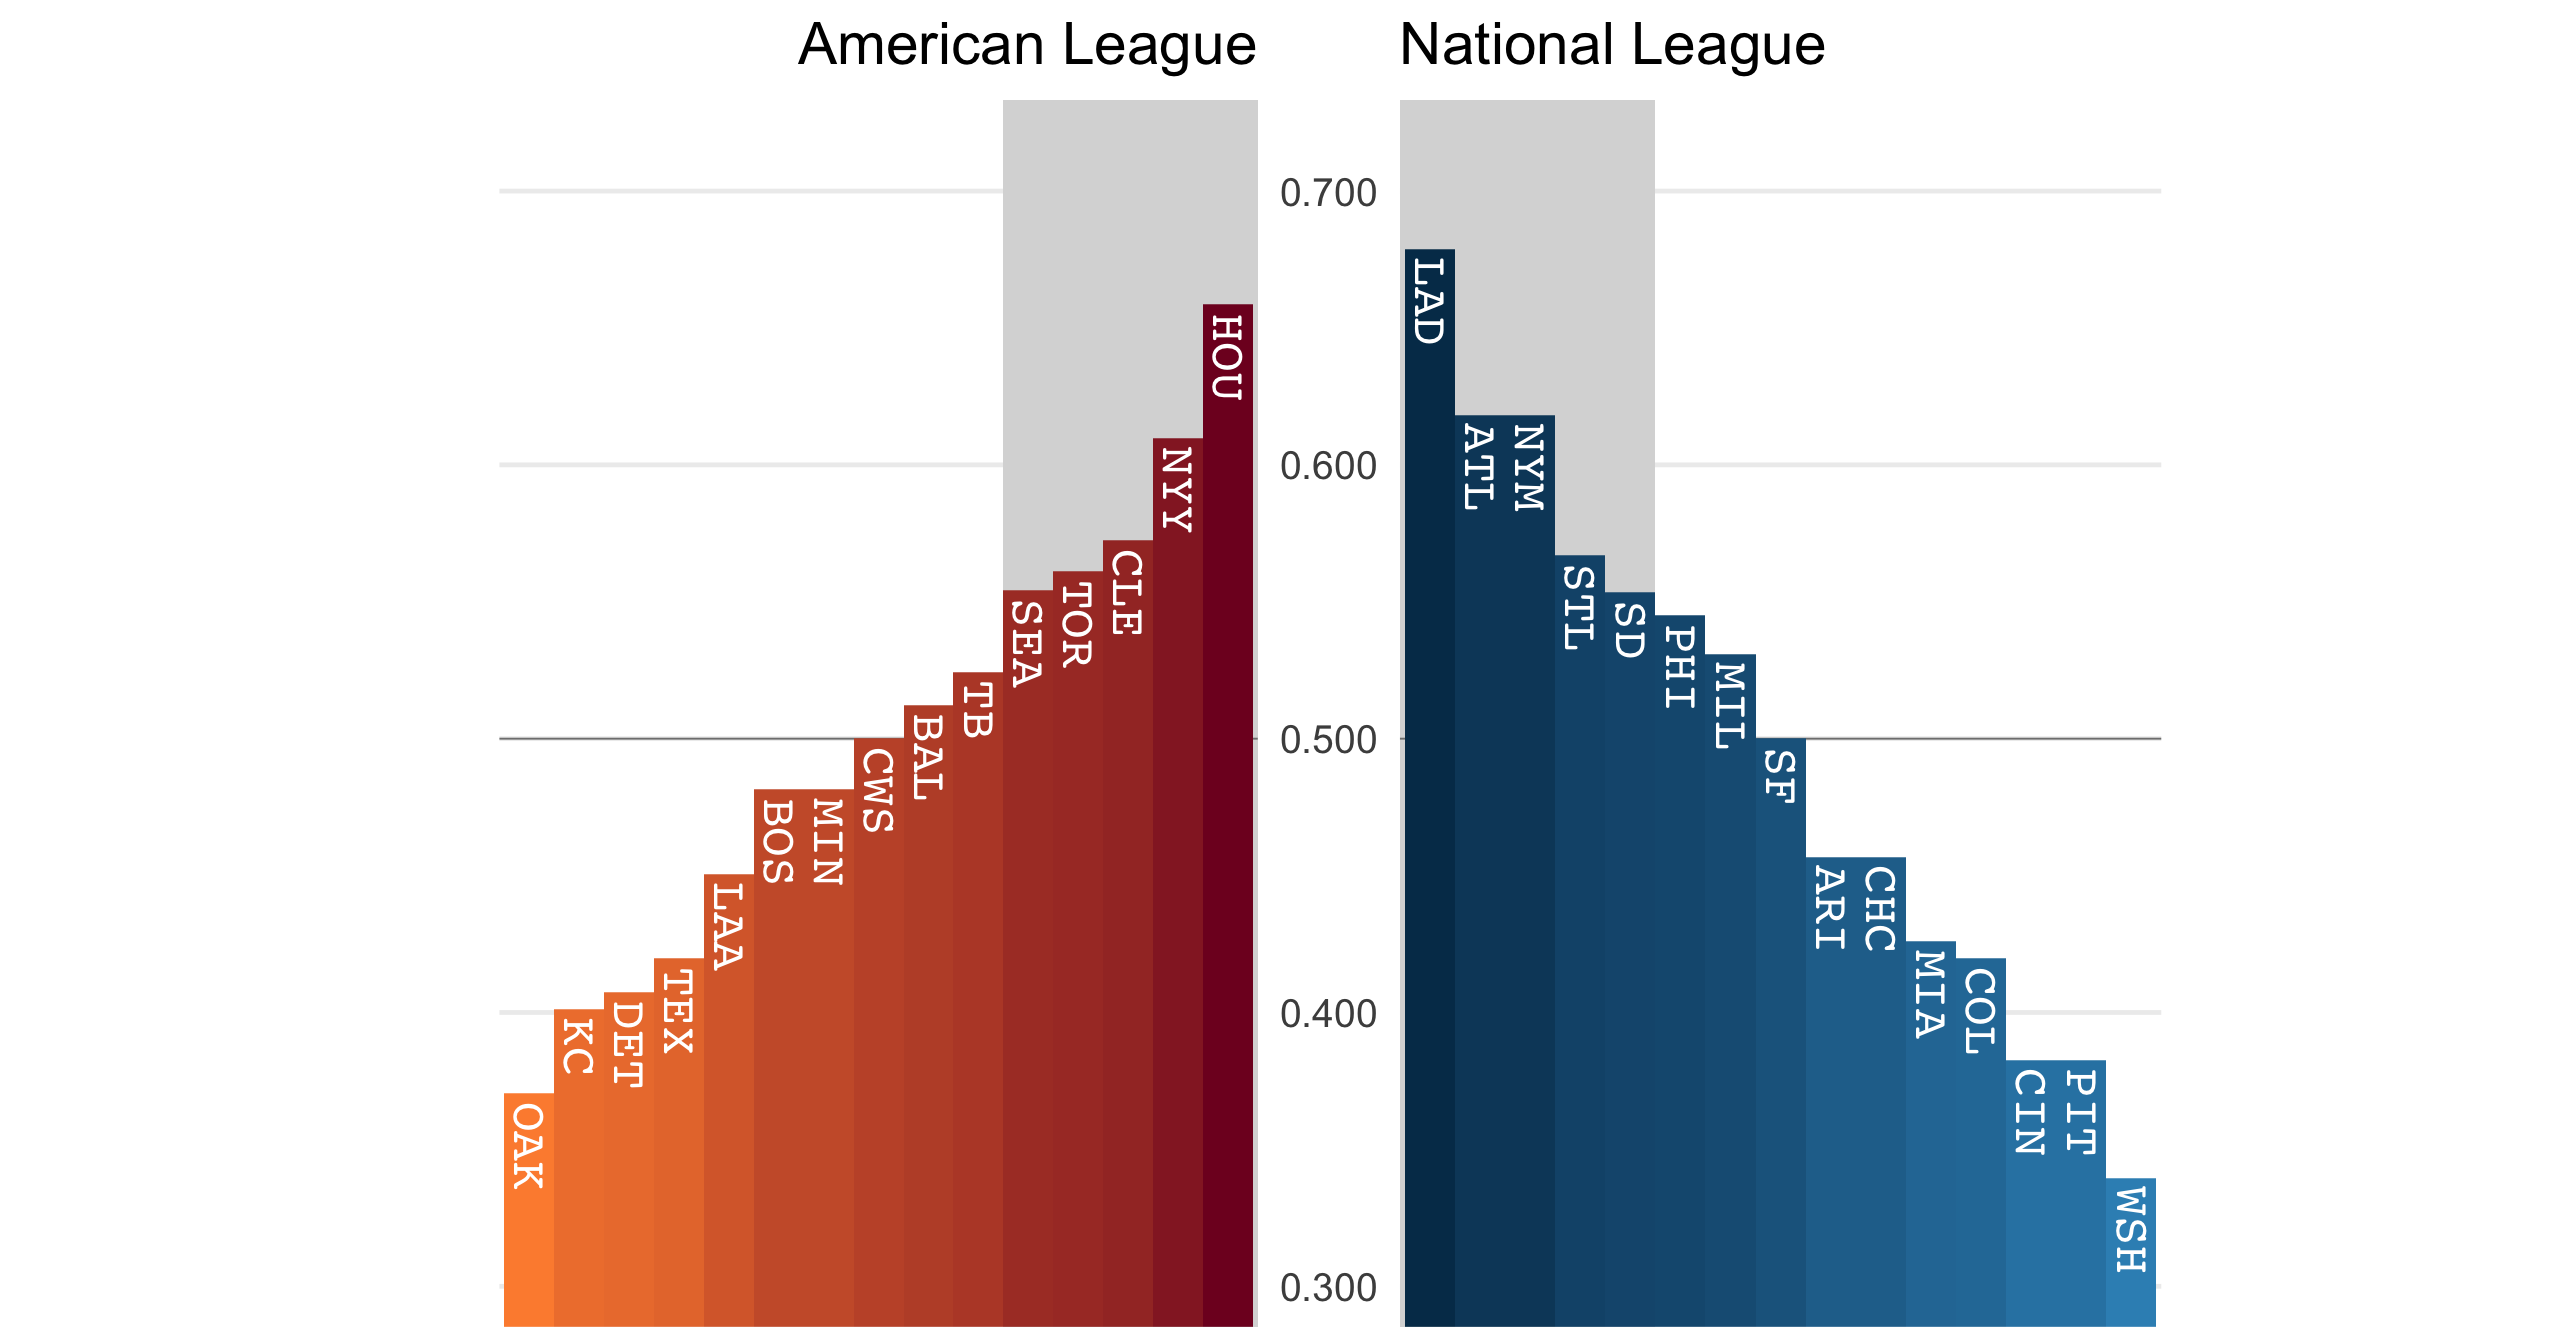 American League
National League
0.700
0.600
0.500
0.400
0.300
OAK
KC
DET
TEX
LAA
BOS
MIN
CWS
BAL
TB
SEA
TOR
CLE
NYY
HOU
LAD
ATL
NYM
STL
SD
PHI
MIL
SF
ARI
CHC
MIA
COL
CIN
PIT
WSH